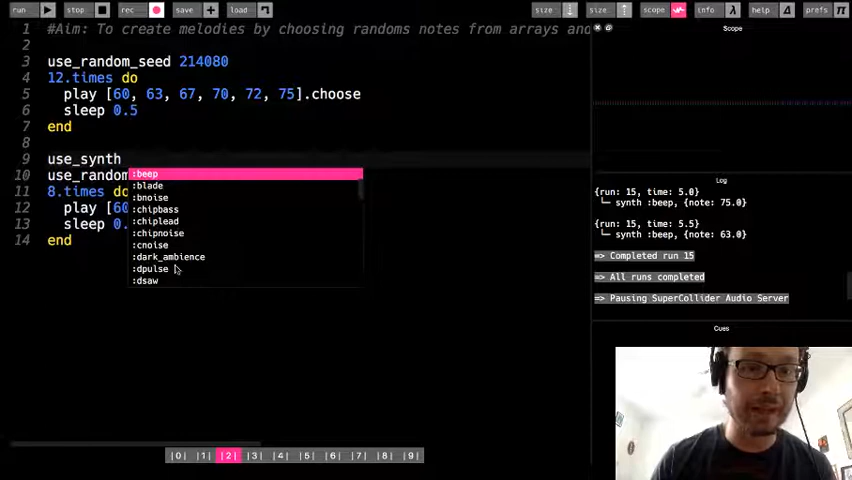 run stop rec save load size size scope info help prefs
1 #Aim: To create melodies by choosing randoms notes from arrays and
2
3 use_random_seed 214080
4 12.times do
5 play [60, 63, 67, 70, 72, 75].choose
6 sleep 0.5
7 end
8
9 use_synth
10 use_random
11 8.times do
12 play [60
13 sleep 0.
14 end
:beep
:blade
:bnoise
:chipbass
:chiplead
:chipnoise
:cnoise
:dark_ambience
:dpulse
:dsaw
|0| |1| |2| |3| |4| |5| |6| |7| |8| |9|
Scope
Log
{run: 15, time: 5.0}
└─ synth :beep, {note: 75.0}
{run: 15, time: 5.5}
└─ synth :beep, {note: 63.0}
=> Completed run 15
=> All runs completed
=> Pausing SuperCollider Audio Server
Cues